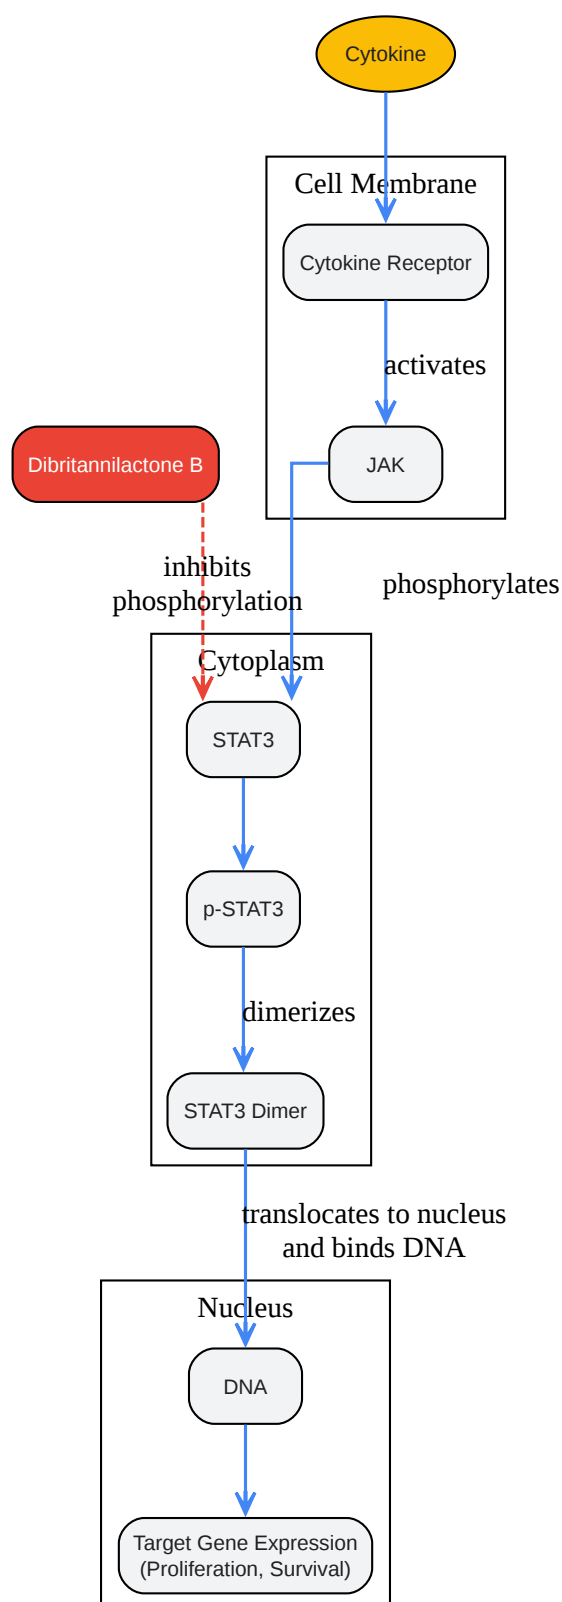 Cytokine
Cell Membrane
Cytokine Receptor
activates
JAK
Dibritannilactone B
inhibits
phosphorylation
phosphorylates
Cytoplasm
STAT3
p-STAT3
dimerizes
STAT3 Dimer
translocates to nucleus
and binds DNA
Nucleus
DNA
Target Gene Expression
(Proliferation, Survival)